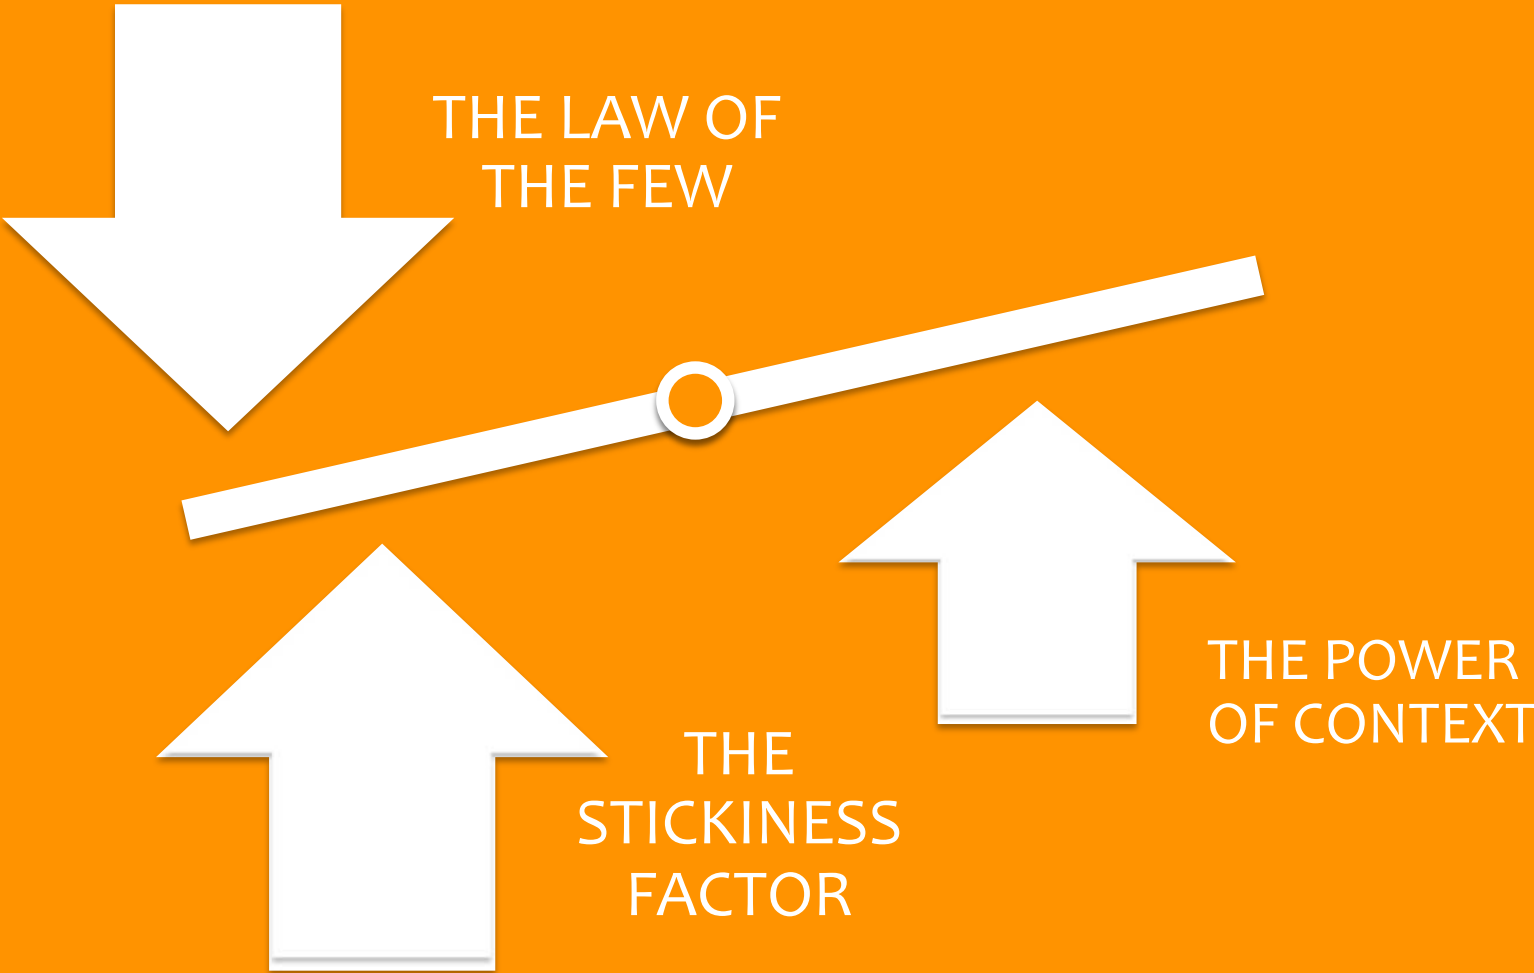 THE LAW OF
THE FEW
THE POWER
OF CONTEXT
THE
STICKINESS
FACTOR